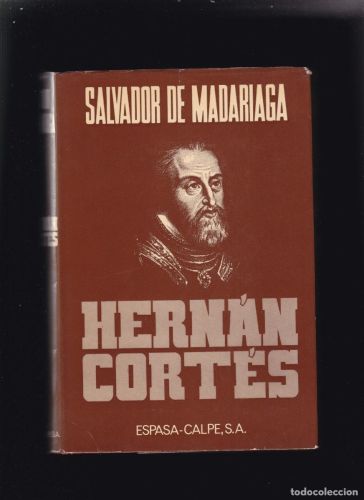 SALVADOR DE MADARIAGA
HERNÁN
CORTÉS
ESPASA-CALPE, S.A.
todocoleccion